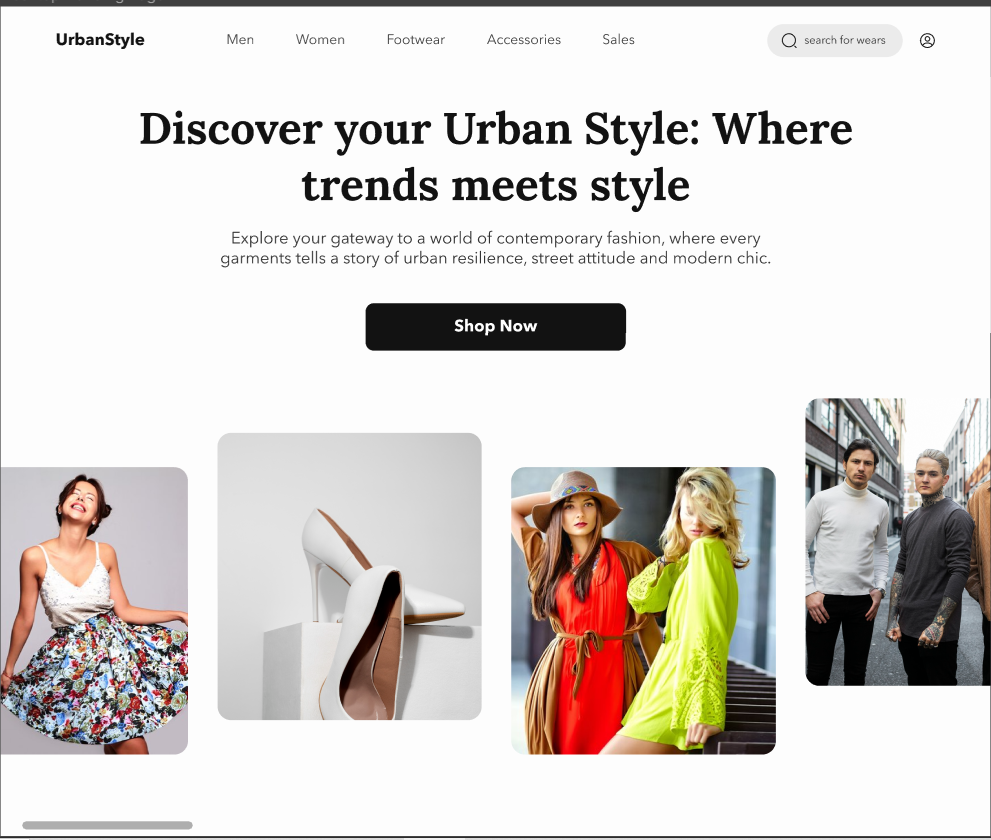 UrbanStyle Men Women Footwear Accessories Sales search for wears
Discover your Urban Style: Where
trends meets style
Explore your gateway to a world of contemporary fashion, where every
garments tells a story of urban resilience, street attitude and modern chic.
Shop Now